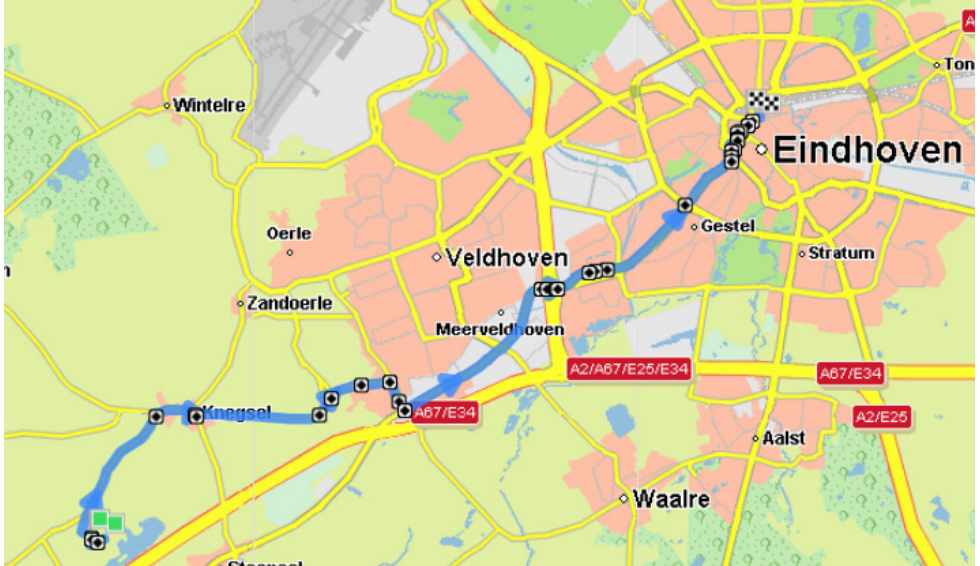 A
Ton
Wintelre
Eindhoven
Gestel
Oerle
Veldhoven
Stratum
Zandoerle
Meerveldhoven
A2/A67/E25/E34
A67/E34
Knegsel
A67/E34
A2/E25
Aalst
Waalre